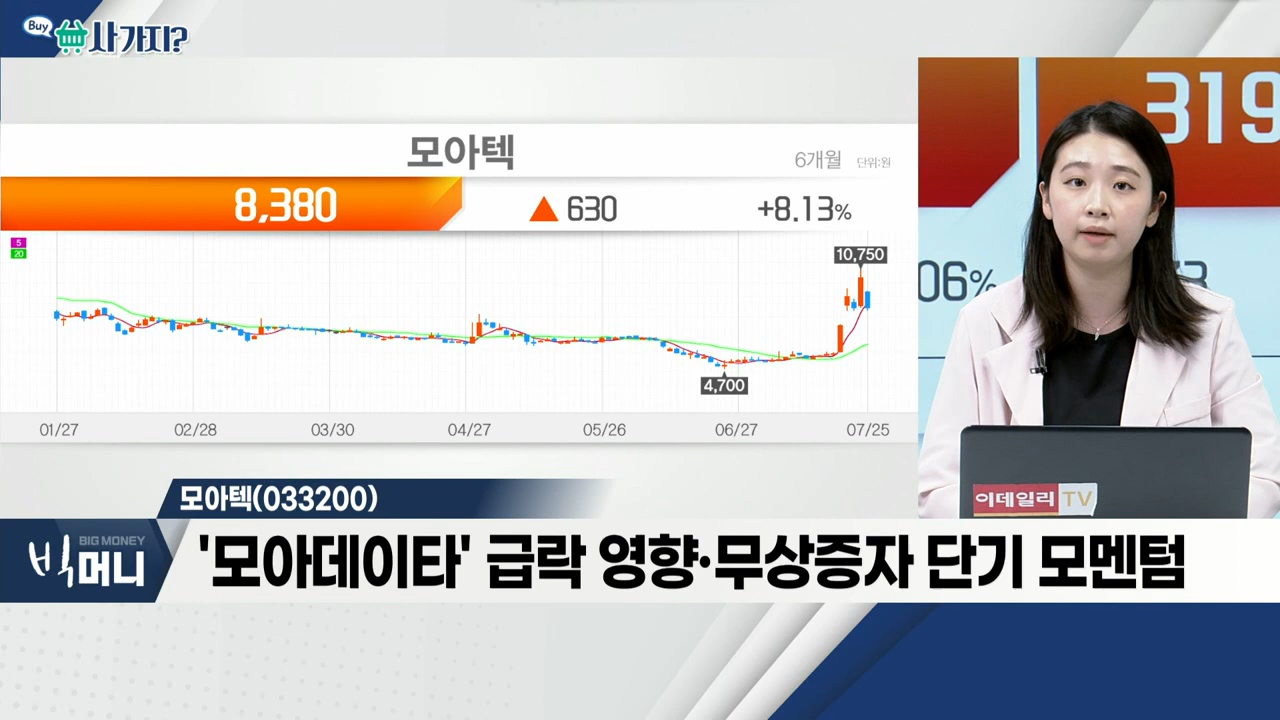 Buy
사가지?
모아텍
6개월 단위:원
8,380 ▲ 630 +8.13%
5
20
10,750
4,700
01/27 02/28 03/30 04/27 05/26 06/27 07/25
319
06%
이데일리 TV
모아텍(033200)
BIG MONEY
빅머니
'모아데이타' 급락 영향·무상증자 단기 모멘텀